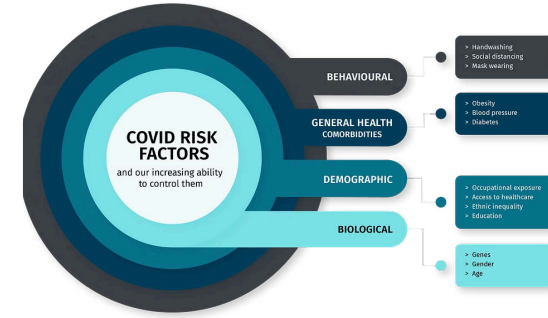 COVID RISK
FACTORS
and our increasing ability
to control them
BEHAVIOURAL
> Handwashing
> Social distancing
> Mask wearing
GENERAL HEALTH
COMORBIDITIES
> Obesity
> Blood pressure
> Diabetes
DEMOGRAPHIC
> Occupational exposure
> Access to healthcare
> Ethnic inequality
> Education
BIOLOGICAL
> Genes
> Gender
> Age